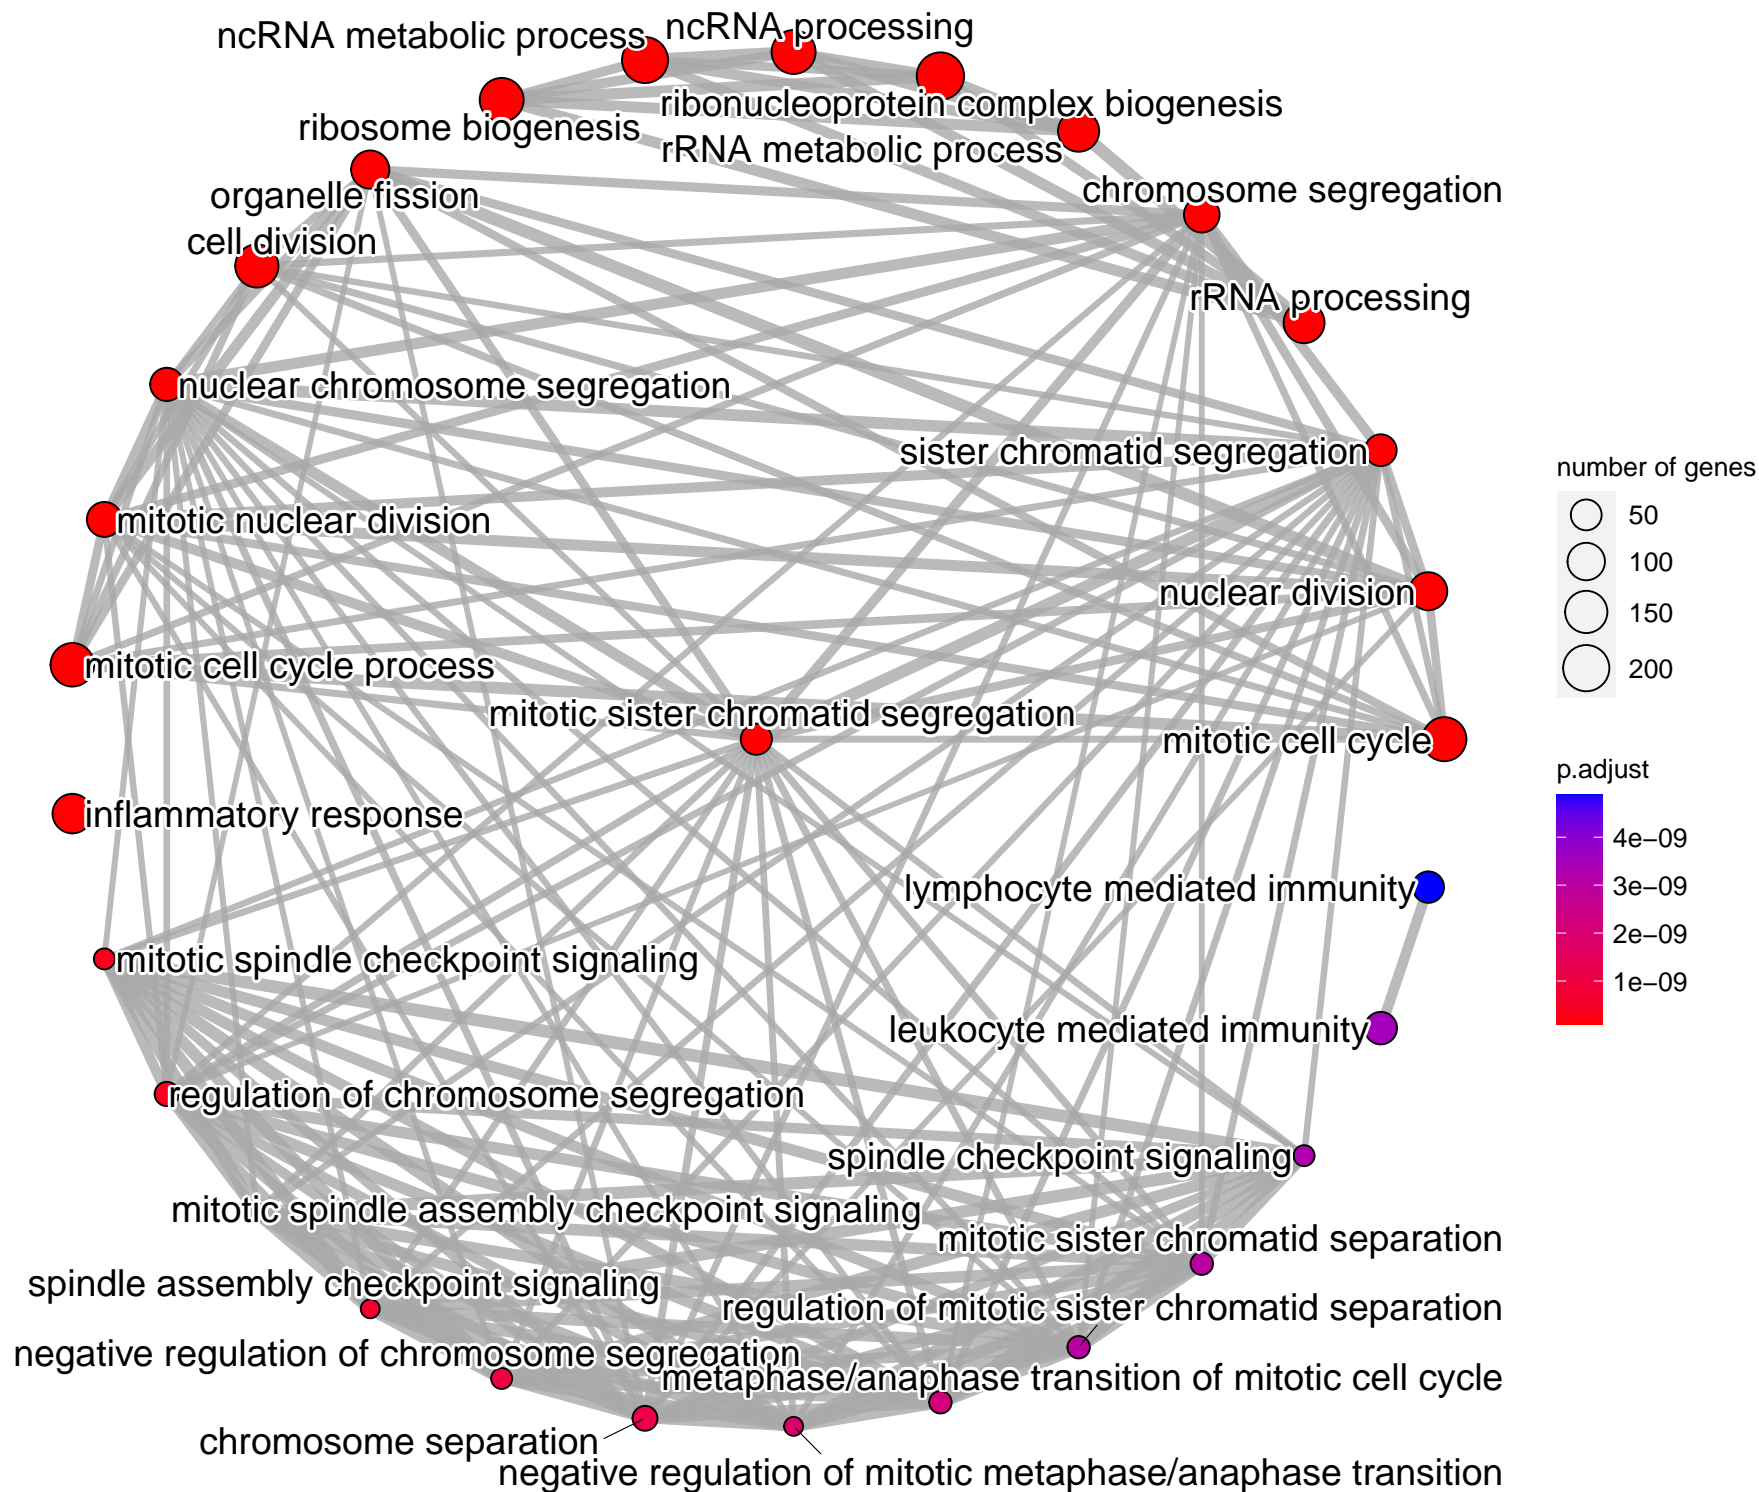 ncRNA processing
ncRNA metabolic process
ribonucleoprotein complex biogenesis
ribosome biogenesis
rRNA metabolic process
chromosome segregation
organelle fission
cell division
rRNA processing
nuclear chromosome segregation
sister chromatid segregation
number of genes
50
mitotic nuclear division
100
nuclear division
150
mitotic cell process
200
mitotic sister chromatid segregation
mitotic cell cycle
p.adjust
inflammatory response
4e−09
lymphocyte mediated immunity
3e−09
2e−09
mitotic spindle checkpoint signaling
1e−09
leukocyte mediated immunity
regulation of chromosome segregation
spindle checkpoint signaling
mitotic spindle assembly checkpoint signaling
mitotic sister chromatid separation
spindle assembly checkpoint signaling
regulation of mitotic sister chromatid separation
negative regulation of chromosome segregation
metaphase/anaphase transition of mitotic cell cycle
chromosome separation
negative regulation of mitotic metaphase/anaphase transition